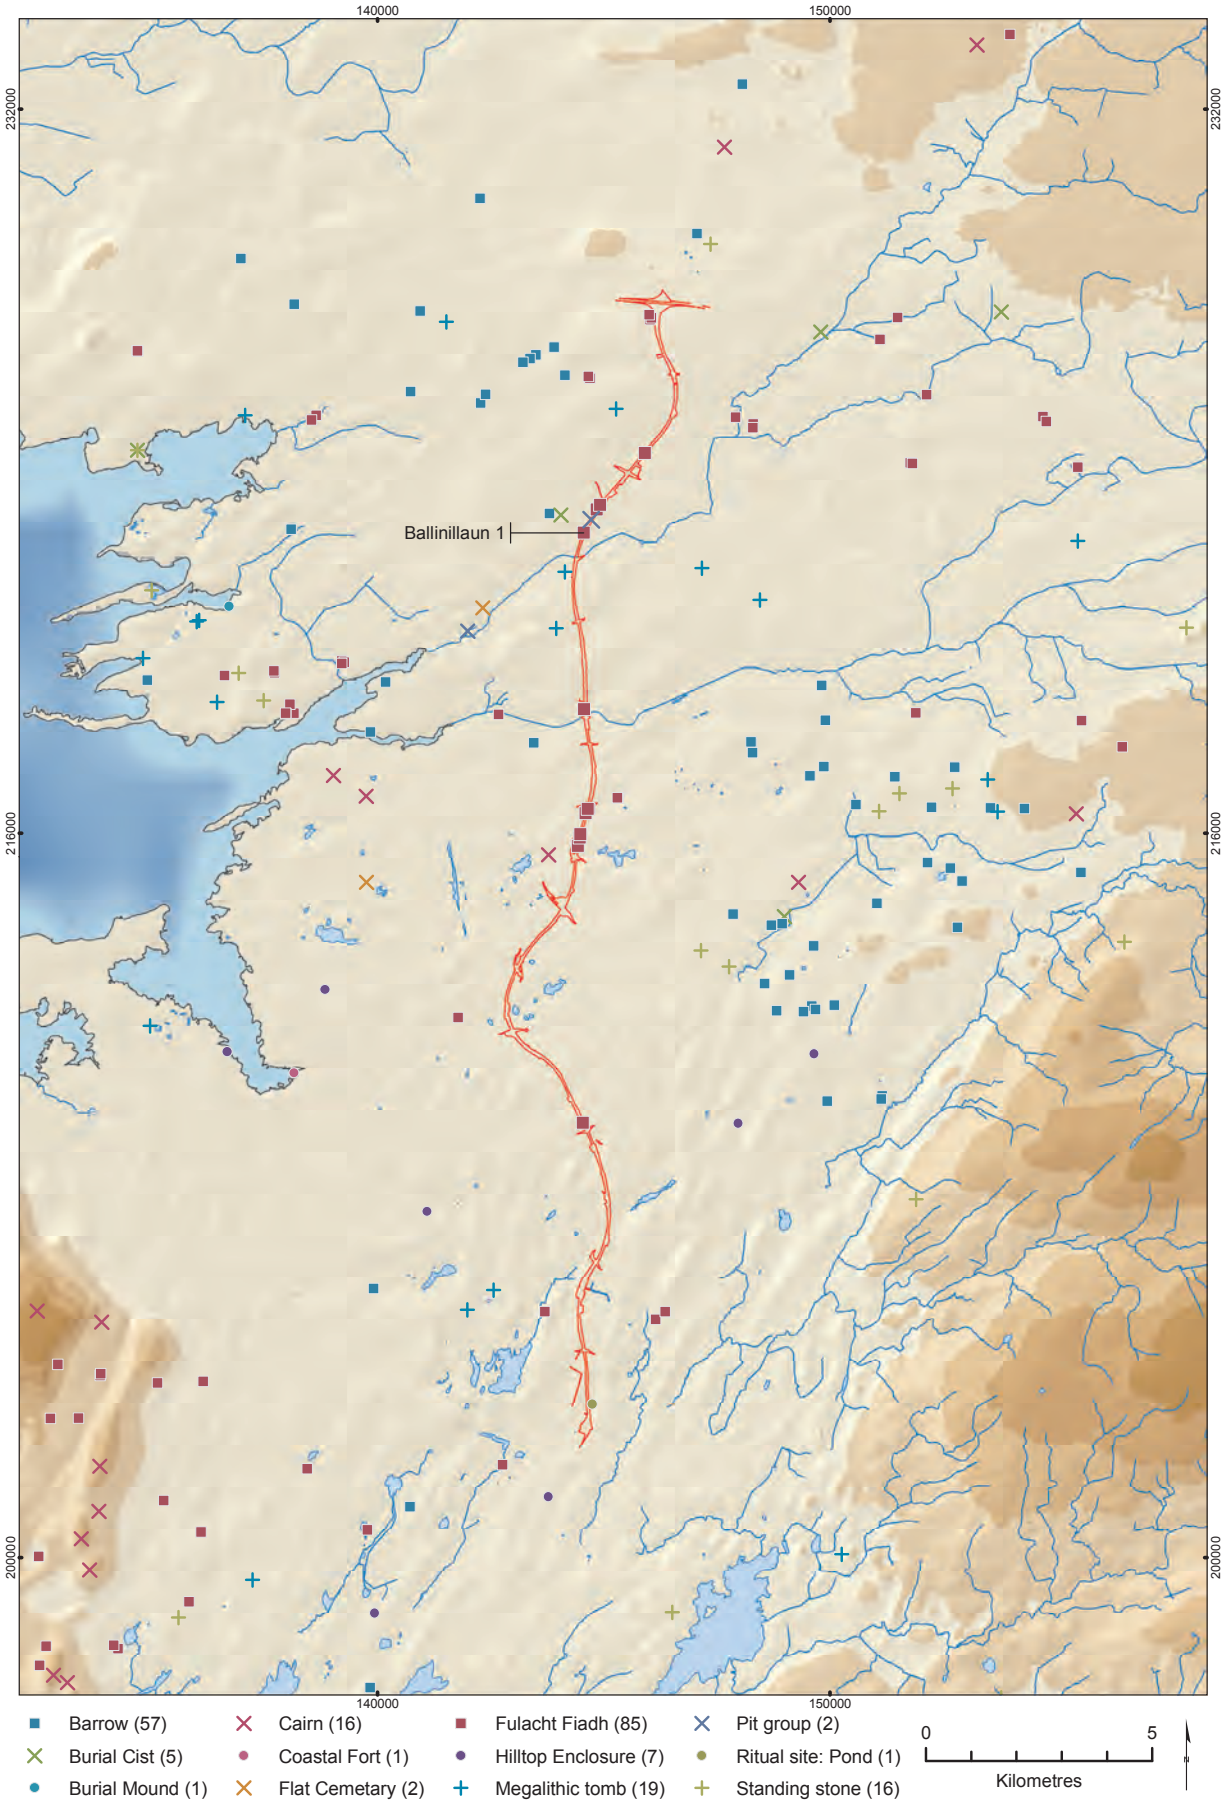 140000 150000
232000 232000
Ballinillaun 1
216000 216000
200000 200000
140000 150000
Barrow (57) Cairn (16) Fulacht Fiadh (85) Pit group (2) 0 5
Burial Cist (5) Coastal Fort (1) Hilltop Enclosure (7) Ritual site: Pond (1) Kilometres
Burial Mound (1) Flat Cemetary (2) Megalithic tomb (19) Standing stone (16)